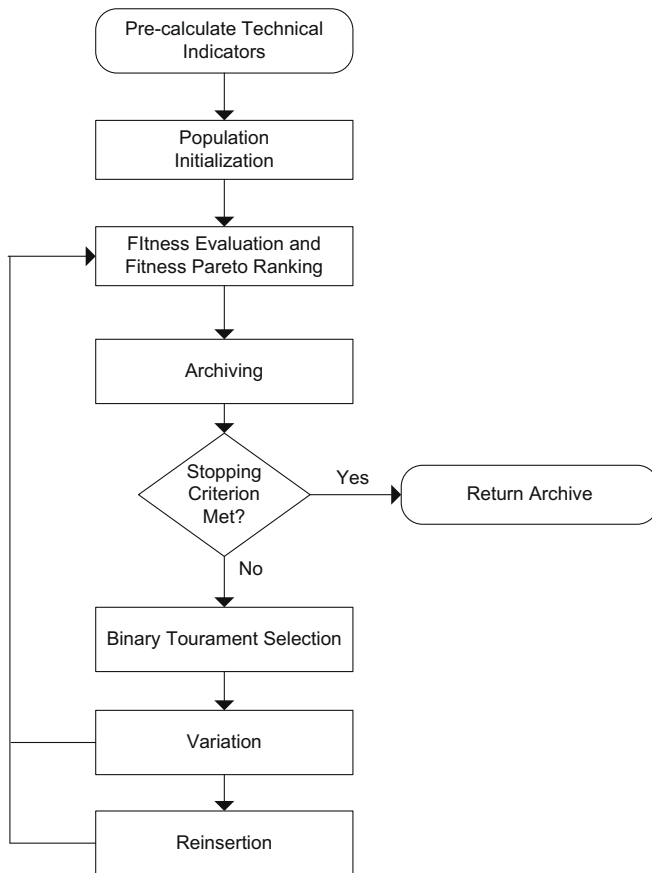 Pre-calculate Technical
Indicators
Population
Initialization
FItness Evaluation and
Fitness Pareto Ranking
Archiving
Stopping
Criterion
Met?
Yes
Return Archive
No
Binary Tourament Selection
Variation
Reinsertion